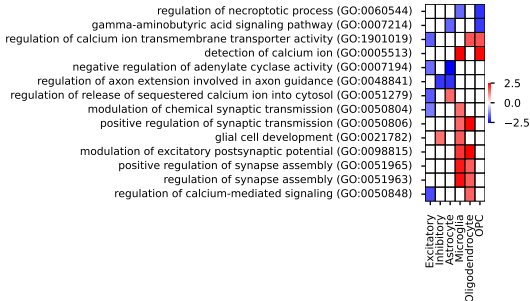 regulation of necroptotic process (GO:0060544)
gamma-aminobutyric acid signaling pathway (GO:0007214)
regulation of calcium ion transmembrane transporter activity (GO:1901019)
detection of calcium ion (GO:0005513)
negative regulation of adenylate cyclase activity (GO:0007194)
regulation of axon extension involved in axon guidance (GO:0048841)
regulation of release of sequestered calcium ion into cytosol (GO:0051279)
modulation of chemical synaptic transmission (GO:0050804)
positive regulation of synaptic transmission (GO:0050806)
glial cell development (GO:0021782)
modulation of excitatory postsynaptic potential (GO:0098815)
positive regulation of synapse assembly (GO:0051965)
regulation of synapse assembly (GO:0051963)
regulation of calcium-mediated signaling (GO:0050848)
2.5
0.0
−2.5
Excitatory
Inhibitory
Astrocyte
Microglia
Oligodendrocyte
OPC